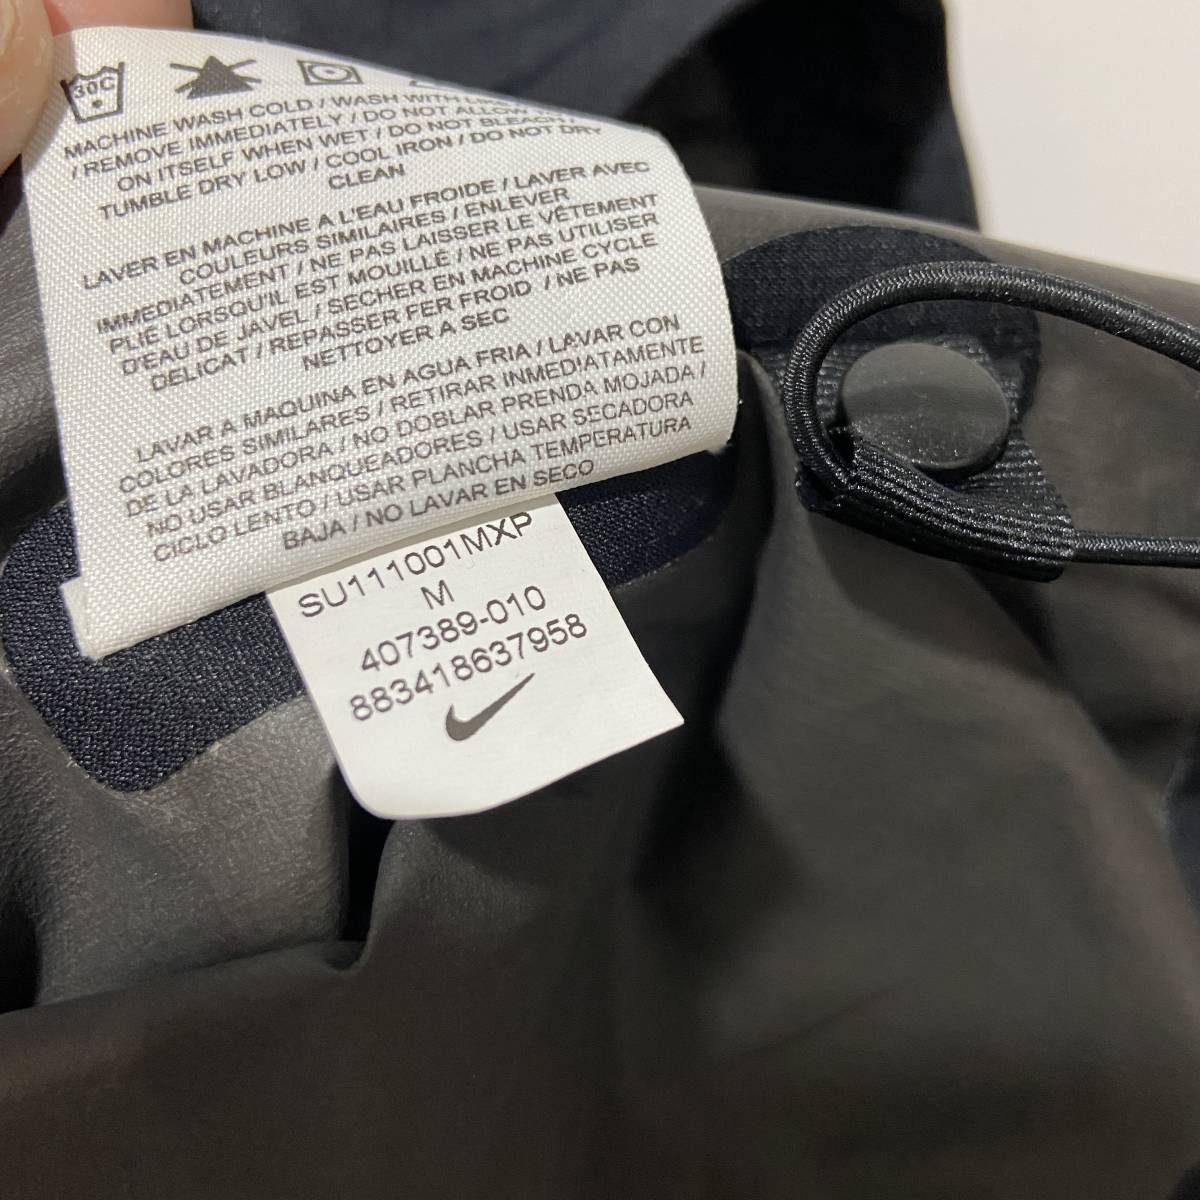 30C
MACHINE WASH COLD / WASH WITH
/ REMOVE IMMEDIATELY / DO NOT ALLOW
ON ITSELF WHEN WET / DO NOT BLEACH /
TUMBLE DRY LOW / COOL IRON / DO NOT DRY
CLEAN
LAVER EN MACHINE A L'EAU FROIDE / LAVER AVEC
COULEURS SIMILAIRES / ENLEVER
IMMEDIATEMENT / NE PAS LAISSER LE VÊTEMENT
PLIE LORSQU'IL EST MOUILLÉ / NE PAS UTILISER
D'EAU DE JAVEL / SECHER EN MACHINE CYCLE
DELICAT / REPASSER FER FROID / NE PAS
NETTOYER A SEC
LAVAR A MAQUINA EN AGUA FRIA / LAVAR CON
COLORES SIMILARES / RETIRAR INMEDIATAMENTE
DE LA LAVADORA / NO DOBLAR PRENDA MOJADA /
NO USAR BLANQUEADORES / USAR SECADORA
CICLO LENTO / USAR PLANCHA TEMPERATURA
BAJA / NO LAVAR EN SECO
SU111001MXP
M
407389-010
883418637958